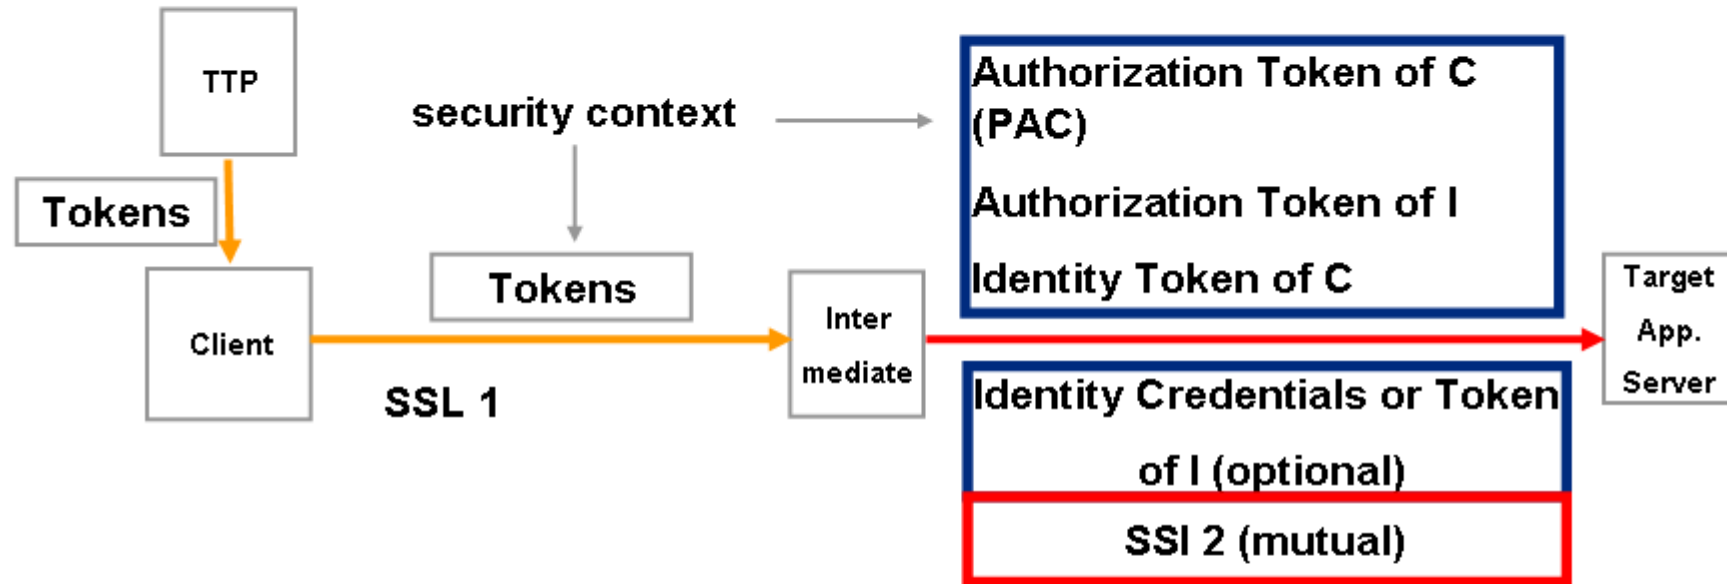 TTP
Tokens
Client
security context
Tokens
SSL 1
Inter
mediate
Authorization Token of C
(PAC)
Authorization Token of I
Identity Token of C
Identity Credentials or Token
of I (optional)
SSI 2 (mutual)
Target
App.
Server